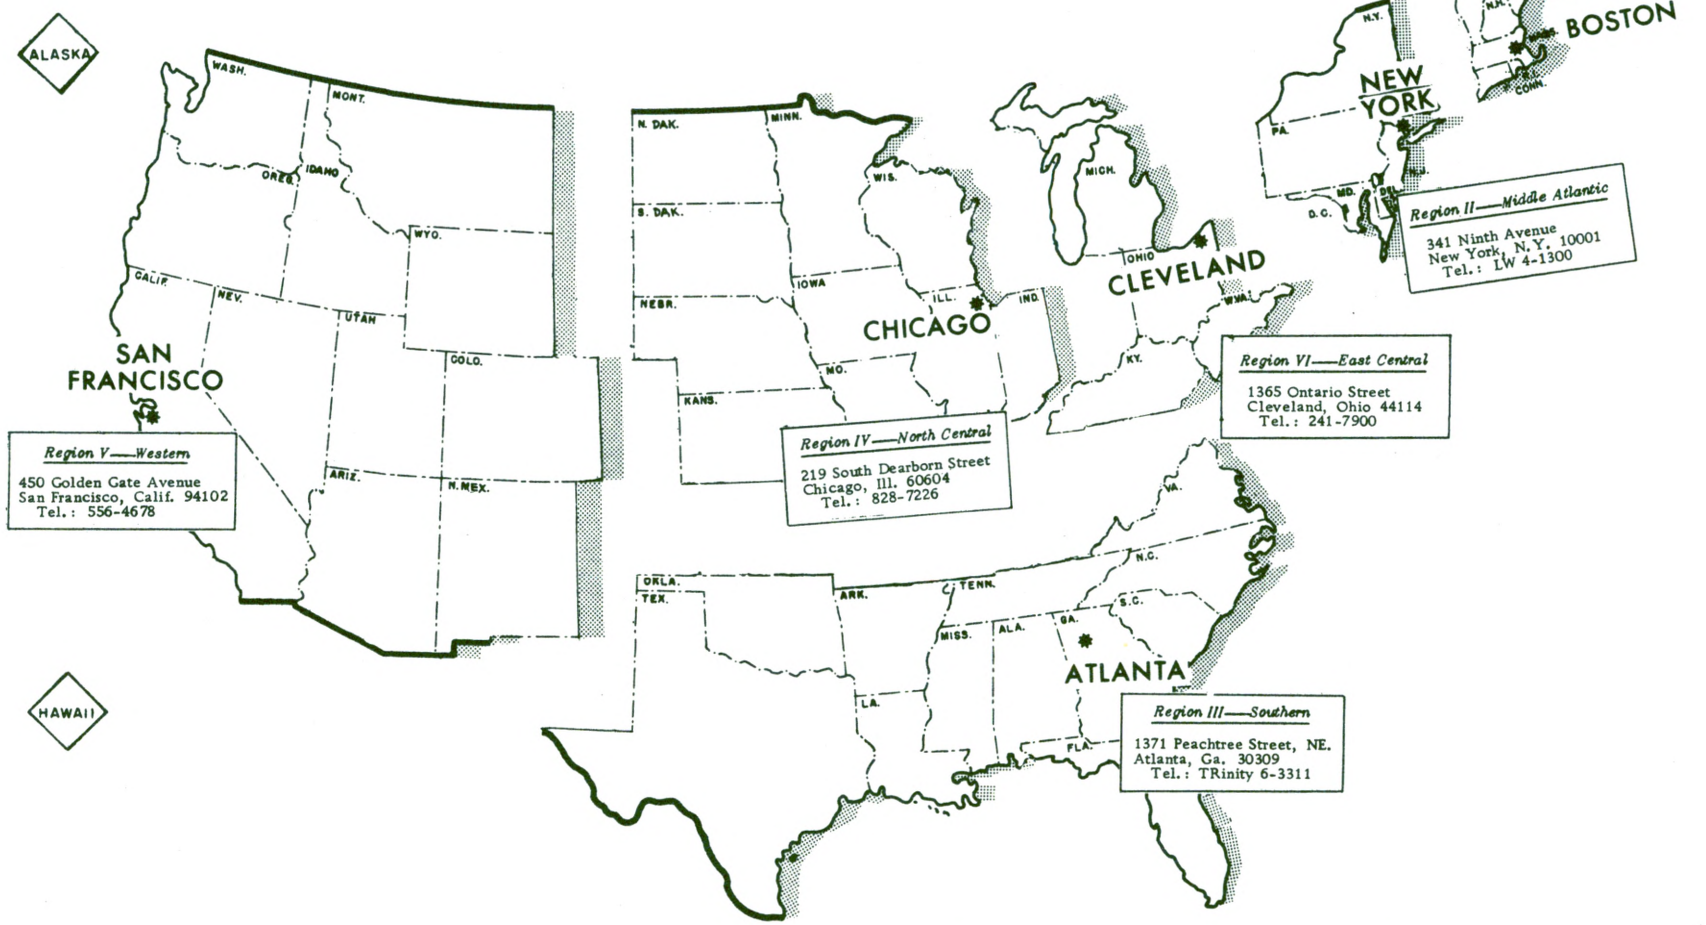 ALASKA
WASH.
MONT.
OREG.
IDAHO
WYO.
CALIF.
NEV.
UTAH
COLO.
SAN
FRANCISCO
ARIZ.
N.MEX.
Region V—Western
450 Golden Gate Avenue
San Francisco, Calif. 94102
Tel.: 556-4678
HAWAII
N. DAK.
MINN.
S. DAK.
WIS.
NEBR.
IOWA
ILL.
IND.
CHICAGO
KANS.
MO.
Region IV—North Central
219 South Dearborn Street
Chicago, Ill. 60604
Tel.: 828-7226
MICH.
OHIO
CLEVELAND
W.VA.
KY.
Region VI—East Central
1365 Ontario Street
Cleveland, Ohio 44114
Tel.: 241-7900
N.Y.
N.H.
MASS.
BOSTON
R.I.
CONN.
NEW
YORK
PA.
N.J.
MD.
DEL.
D.C.
Region II—Middle Atlantic
341 Ninth Avenue
New York, N.Y. 10001
Tel.: LW 4-1300
VA.
N.C.
OKLA.
TEX.
ARK.
TENN.
S.C.
MISS.
ALA.
GA.
ATLANTA
LA.
FLA.
Region III—Southern
1371 Peachtree Street, NE.
Atlanta, Ga. 30309
Tel.: TRinity 6-3311